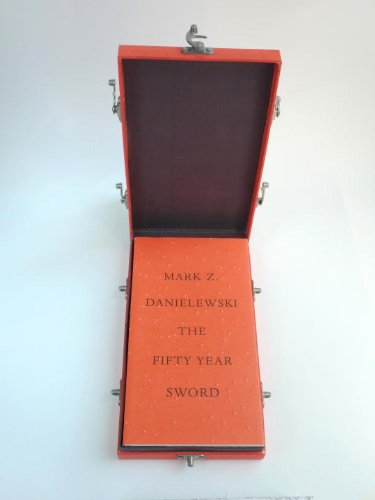 MARK Z.
DANIELEWSKI
THE
FIFTY YEAR
SWORD